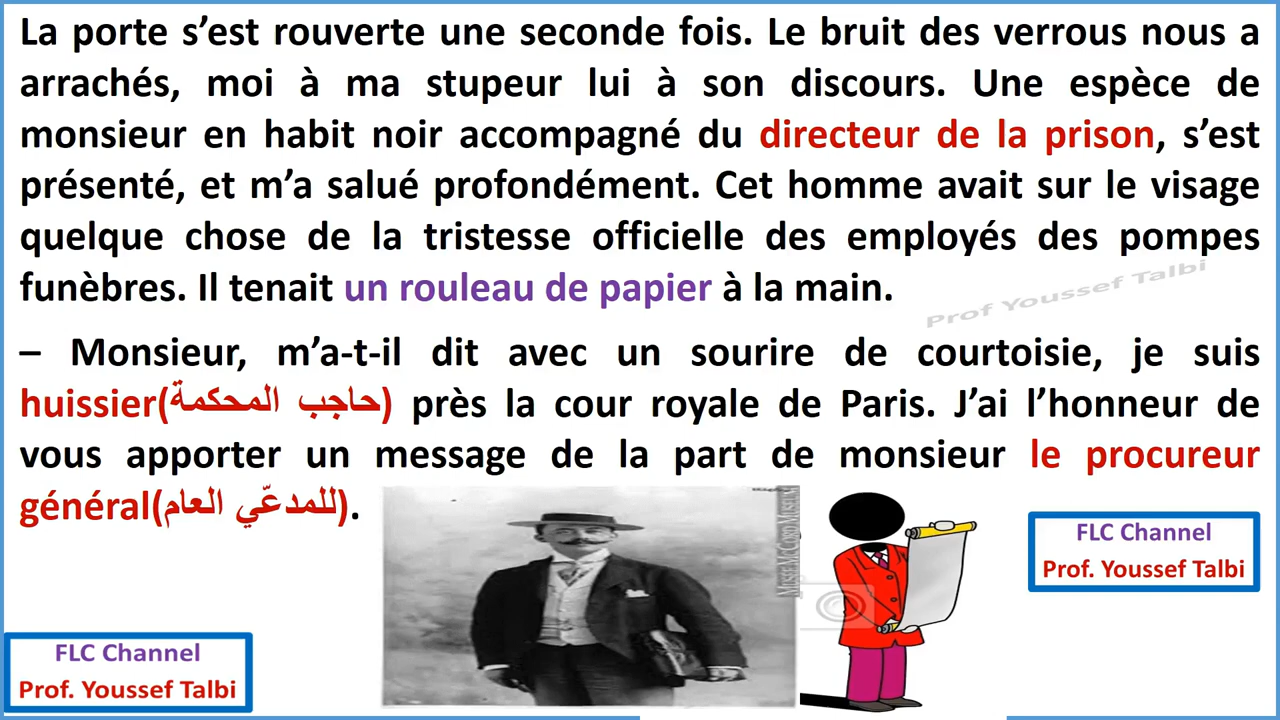 La porte s’est rouverte une seconde fois. Le bruit des verrous nous a
arrachés, moi à ma stupeur lui à son discours. Une espèce de
monsieur en habit noir accompagné du directeur de la prison, s’est
présenté, et m’a salué profondément. Cet homme avait sur le visage
quelque chose de la tristesse officielle des employés des pompes
funèbres. Il tenait un rouleau de papier à la main.
Prof Youssef Talbi
– Monsieur, m’a-t-il dit avec un sourire de courtoisie, je suis
huissier(حاجب المحكمة) près la cour royale de Paris. J’ai l’honneur de
vous apporter un message de la part de monsieur le procureur
général(للمدعّي العام).
MUSÉE MCCORD MUSEUM
FLC Channel
Prof. Youssef Talbi
FLC Channel
Prof. Youssef Talbi